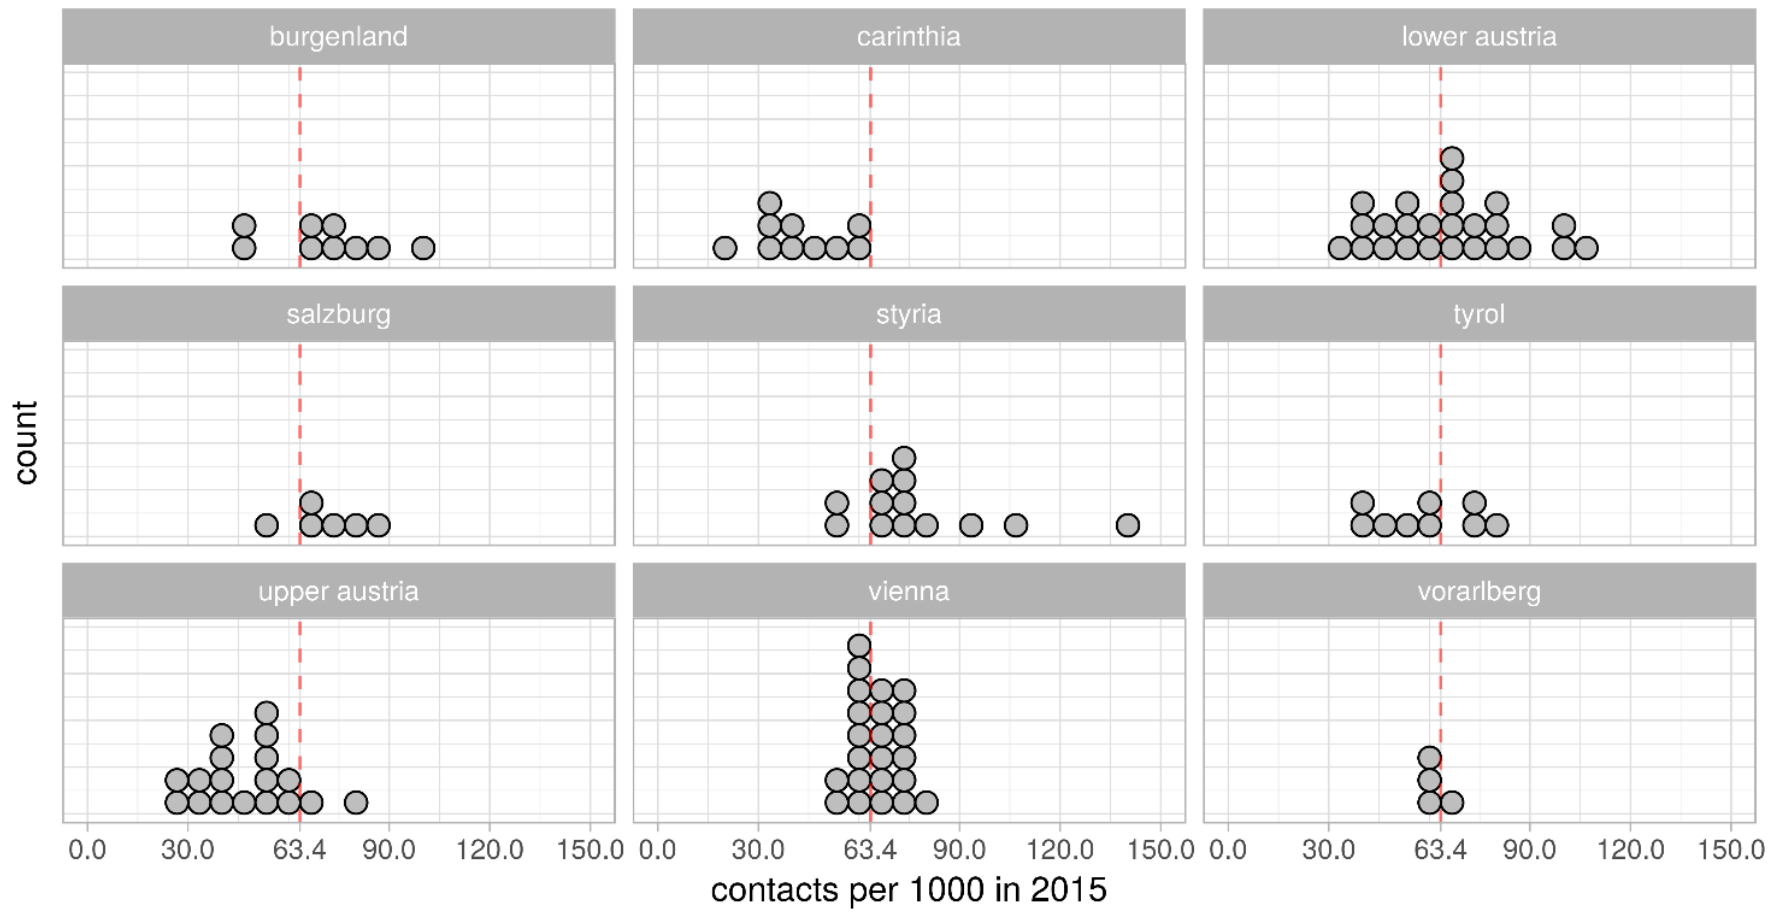 burgenland
carinthia
lower austria
salzburg
styria
tyrol
count
upper austria
vienna
vorarlberg
0.0 30.0 63.4 90.0 120.0 150.0 0.0 30.0 63.4 90.0 120.0 150.0 0.0 30.0 63.4 90.0 120.0 150.0
contacts per 1000 in 2015